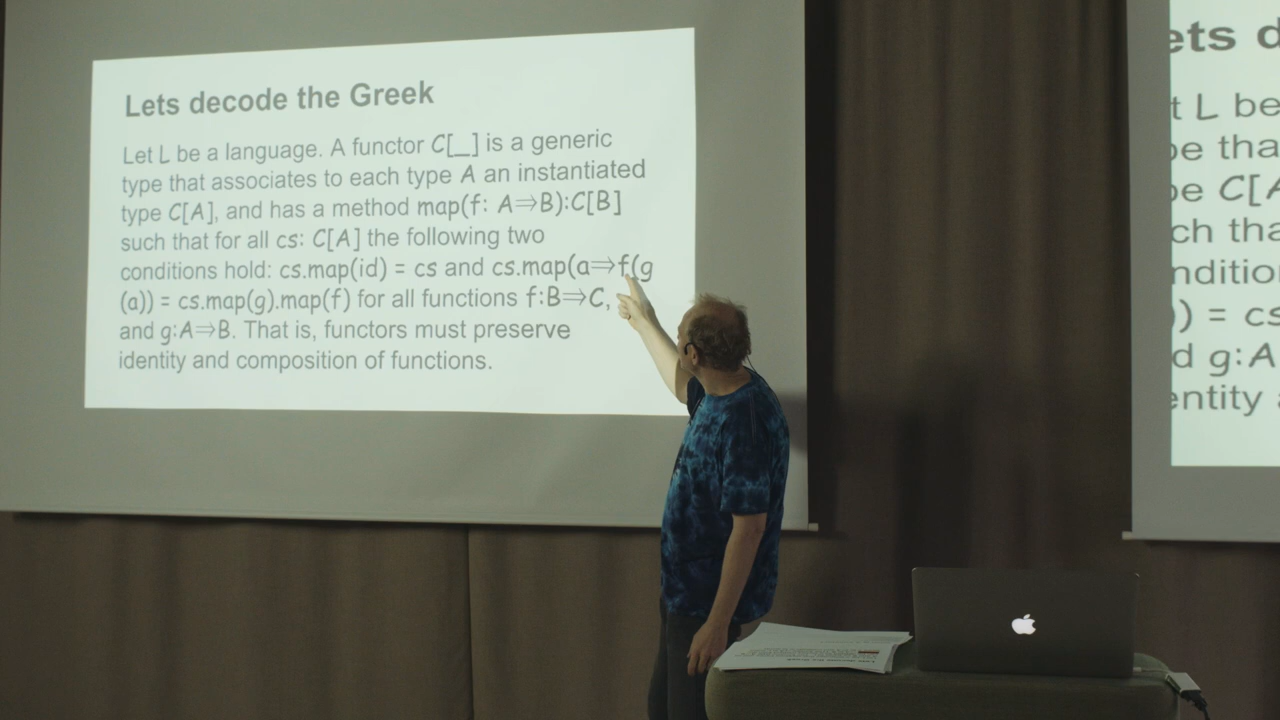 Lets decode the Greek
Let L be a language. A functor C[_] is a generic
type that associates to each type A an instantiated
type C[A], and has a method map(f: A⇒B):C[B]
such that for all cs: C[A] the following two
conditions hold: cs.map(id) = cs and cs.map(a⇒f(g
(a)) = cs.map(g).map(f) for all functions f:B⇒C,
and g:A⇒B. That is, functors must preserve
identity and composition of functions.
ets d
t L be
be tha
pe C[A
ch tha
nditio
)) = cs
d g:A
entity a